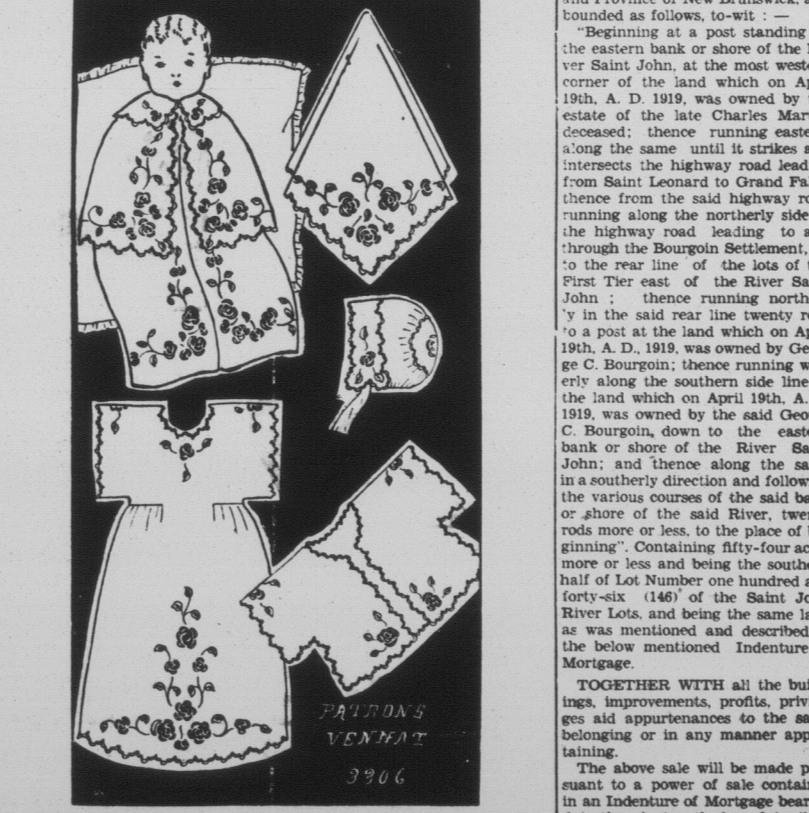 PATRONS
VENNAT
3306
and Province of New Brunswick,
bounded as follows, to-wit : —
"Beginning at a post standing
the eastern bank or shore of the
ver Saint John, at the most west
corner of the land which on Ap
19th, A. D. 1919, was owned by
estate of the late Charles Mar
deceased; thence running easte
along the same until it strikes a
intersects the highway road lead
from Saint Leonard to Grand Fa
thence from the said highway ro
running along the northerly side
the highway road leading to a
through the Bourgoin Settlement,
to the rear line of the lots of
First Tier east of the River Sa
John ; thence running north
'y in the said rear line twenty ro
to a post at the land which on Ap
19th, A. D., 1919, was owned by Ge
ge C. Bourgoin; thence running w
erly along the southern side line
the land which on April 19th, A.
1919, was owned by the said Geo
C. Bourgoin, down to the east
bank or shore of the River Sa
John; and thence along the sa
in a southerly direction and follow
the various courses of the said ba
or shore of the said River, twen
rods more or less, to the place of
ginning". Containing fifty-four ac
more or less and being the southe
half of Lot Number one hundred a
forty-six (146) of the Saint Jo
River Lots, and being the same la
as was mentioned and described
the below mentioned Indenture
Mortgage.
TOGETHER WITH all the bui
ings, improvements, profits, priv
ges aid appurtenances to the sa
belonging or in any manner app
taining.
The above sale will be made p
suant to a power of sale contain
in an Indenture of Mortgage bear